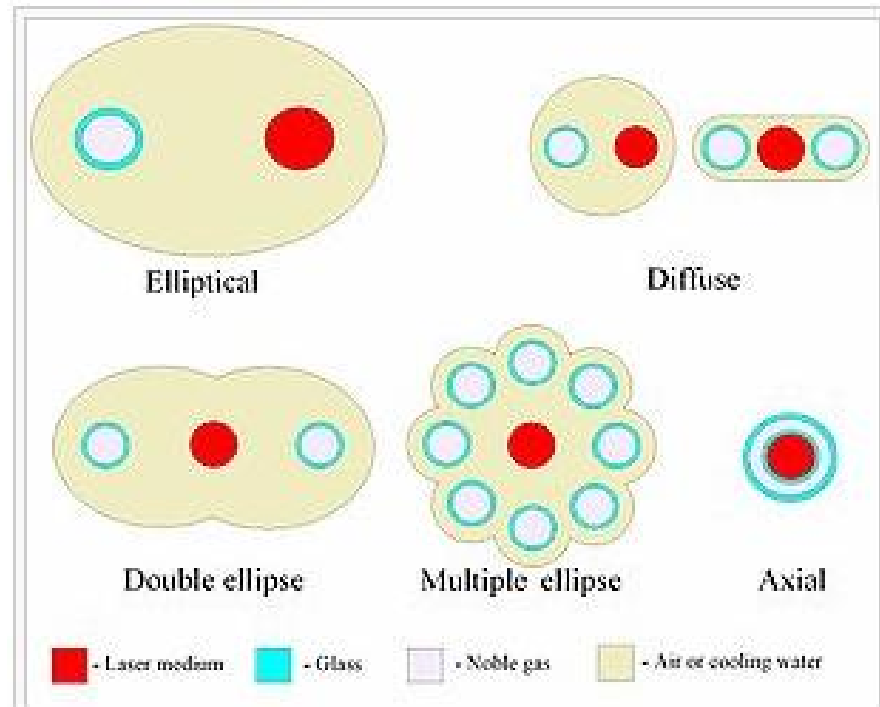 Elliptical
Diffuse
Double ellipse
Multiple ellipse
Axial
- Laser medium
- Glass
- Noble gas
- Air or cooling water